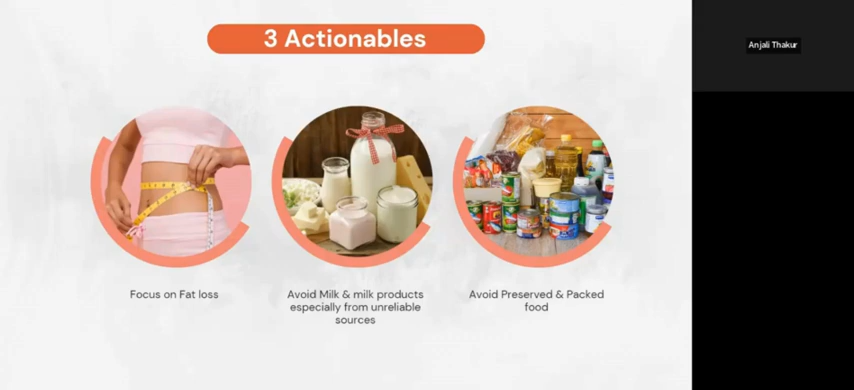 3 Actionables
Anjali Thakur
Focus on Fat loss
Avoid Milk & milk products
especially from unreliable
sources
Avoid Preserved & Packed
food